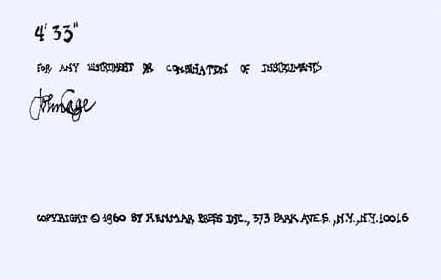 4' 33"
FOR ANY INSTRUMENT OR COMBINATION OF INSTRUMENTS
John Cage
COPYRIGHT © 1960 BY HENMAR PRESS INC., 373 PARK AVE. S., N.Y., N.Y. 10016